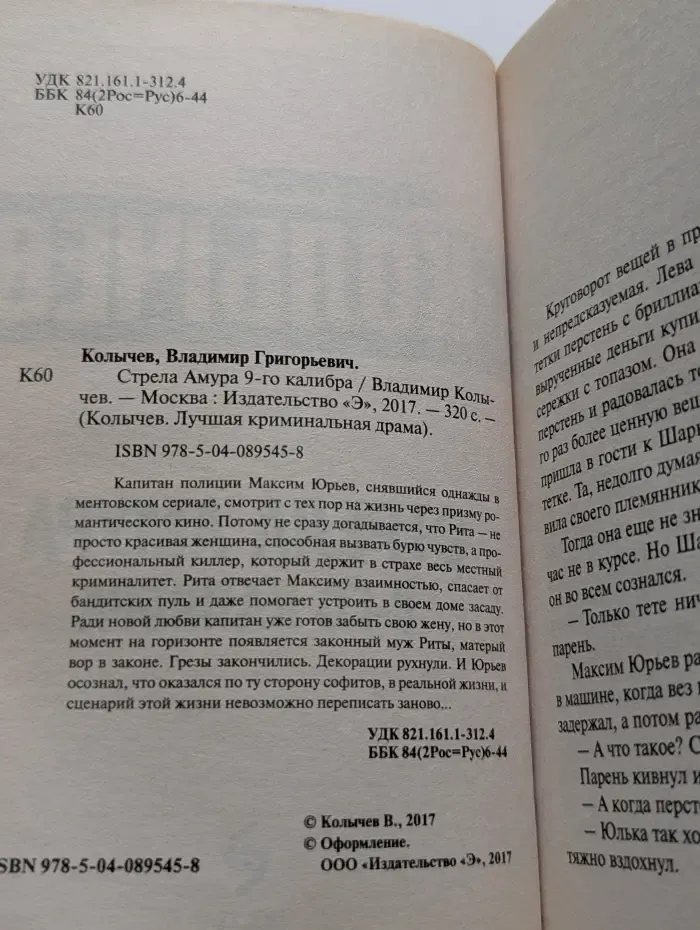 УДК 821.161.1-312.4
ББК 84(2Рос=Рус)6-44
К60
Колычев, Владимир Григорьевич.
К60 Стрела Амура 9-го калибра / Владимир Колы-
чев. — Москва : Издательство «Э», 2017. — 320 с. —
(Колычев. Лучшая криминальная драма).
ISBN 978-5-04-089545-8
Капитан полиции Максим Юрьев, снявшийся однажды в
ментовском сериале, смотрит с тех пор на жизнь через призму ро-
мантического кино. Потому не сразу догадывается, что Рита – не
просто красивая женщина, способная вызвать бурю чувств, а про-
фессиональный киллер, который держит в страхе весь местный
криминалитет. Рита отвечает Максиму взаимностью, спасает от
бандитских пуль и даже помогает устроить в своем доме засаду.
Ради новой любви капитан уже готов забыть свою жену, но в этот
момент на горизонте появляется законный муж Риты, матерый
вор в законе. Грезы закончились. Декорации рухнули. И Юрьев
осознал, что оказался по ту сторону софитов, в реальной жизни, и
сценарий этой жизни невозможно переписать заново...
УДК 821.161.1-312.4
ББК 84(2Рос=Рус)6-44
© Колычев В., 2017
© Оформление.
ООО «Издательство «Э», 2017
SBN 978-5-04-089545-8
Круговорот вещей в пр
и непредсказуемая. Лева
тетки перстень с бриллиа
вырученные деньги купи
сережки с топазом. Она
перстень и радовалась т
го раз более ценную вещ
пришла в гости к Шар
тетке. Та, недолго думая
вила своего племянник
Тогда она еще не зн
час не в курсе. Но Ша
он во всем сознался.
– Только тете нич
парень.
Максим Юрьев ра
в машине, когда вез
задержал, а потом ра
– А что такое? С
Парень кивнул и
– А когда перст
– Юлька так хо
тяжно вздохнул.